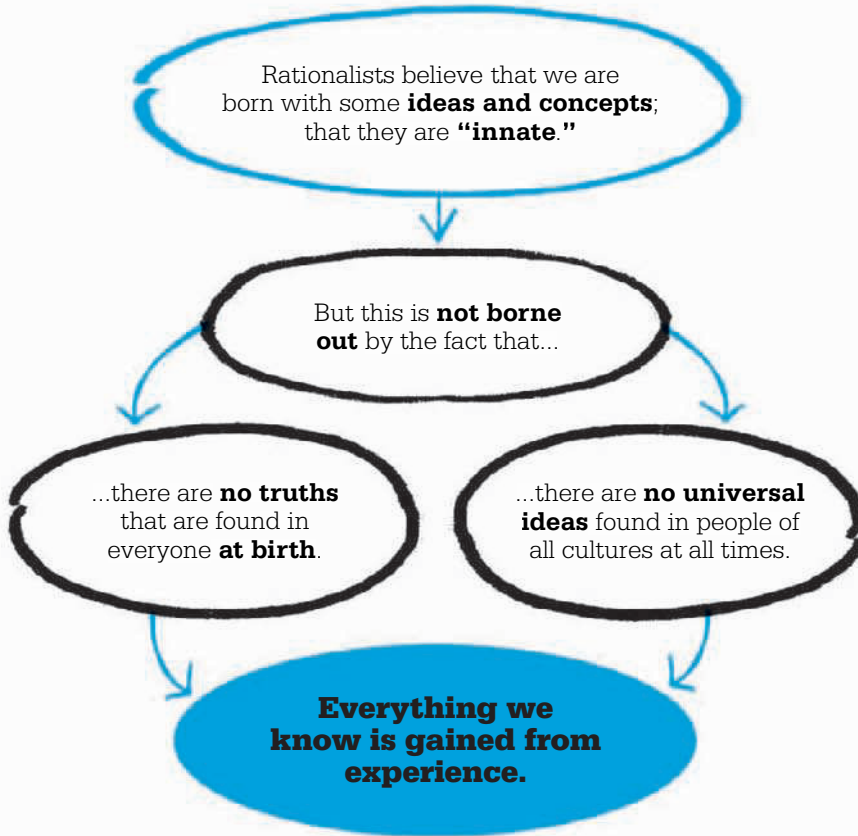 Rationalists believe that we are
born with some ideas and concepts;
that they are “innate.”
But this is not borne
out by the fact that...
...there are no truths
that are found in
everyone at birth.
...there are no universal
ideas found in people of
all cultures at all times.
Everything we
know is gained from
experience.